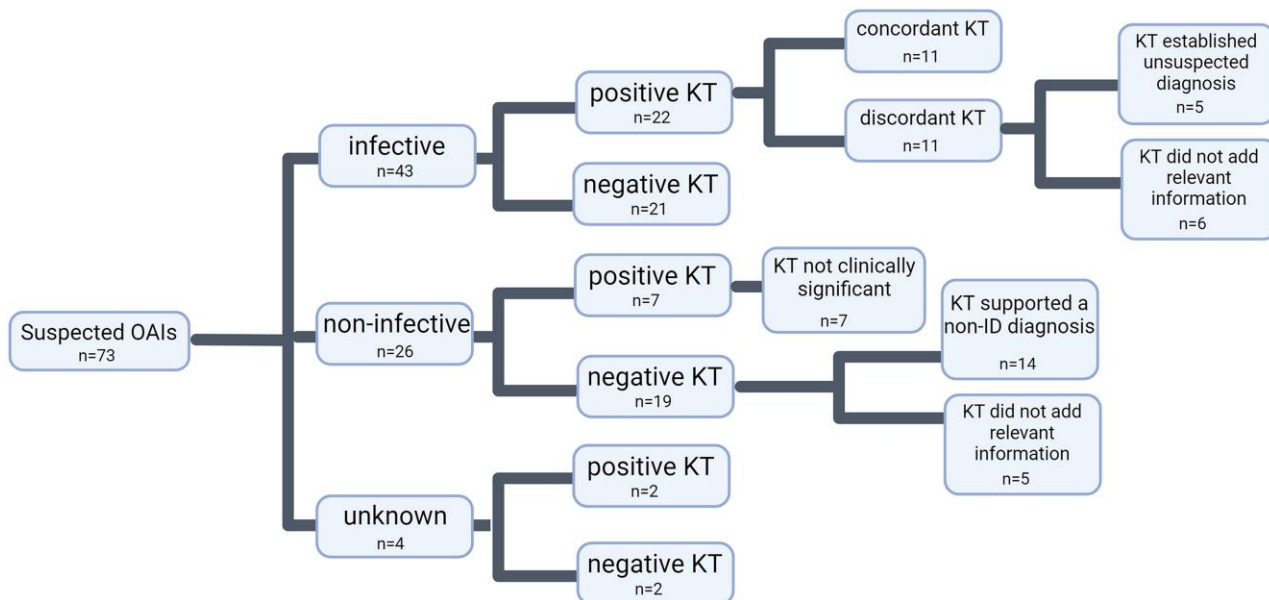 Suspected OAIs
n=73
infective
n=43
non-infective
n=26
unknown
n=4
positive KT
n=22
negative KT
n=21
positive KT
n=7
negative KT
n=19
positive KT
n=2
negative KT
n=2
concordant KT
n=11
discordant KT
n=11
KT not clinically
significant
n=7
KT established
unsuspected
diagnosis
n=5
KT did not add
relevant
information
n=6
KT supported a
non-ID diagnosis
n=14
KT did not add
relevant
information
n=5